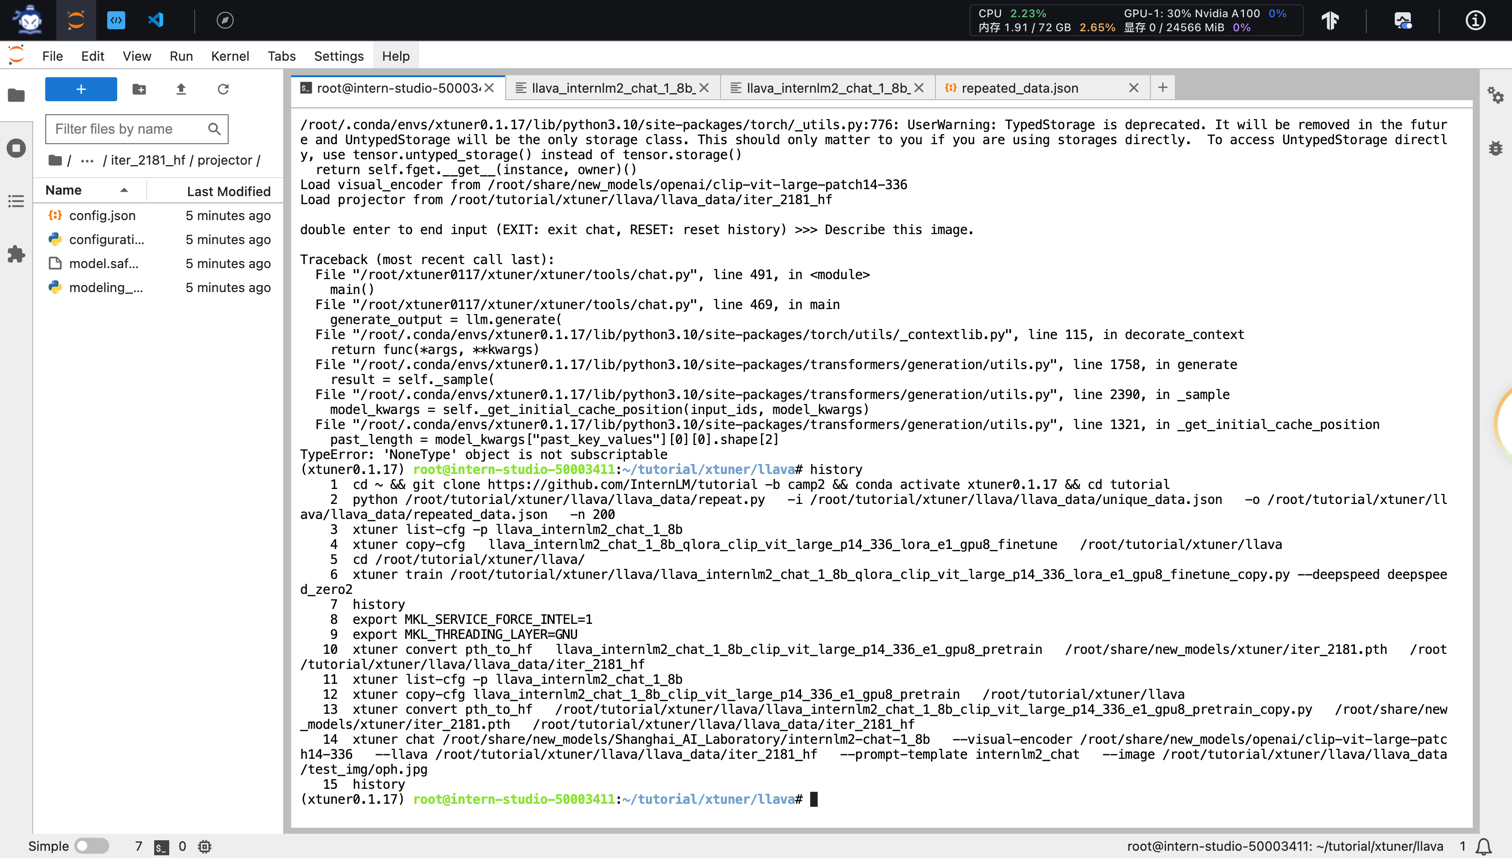 CPU 2.23% GPU-1: 30% Nvidia A100 0%
内存 1.91 / 72 GB 2.65% 显存 0 / 24566 MiB 0%
File Edit View Run Kernel Tabs Settings Help
root@intern-studio-50003 llava_internlm2_chat_1_8b_ llava_internlm2_chat_1_8b_ repeated_data.json
Filter files by name
/ ··· / iter_2181_hf / projector /
Name Last Modified
config.json 5 minutes ago
configurati... 5 minutes ago
model.saf... 5 minutes ago
modeling_... 5 minutes ago
/root/.conda/envs/xtuner0.1.17/lib/python3.10/site-packages/torch/_utils.py:776: UserWarning: TypedStorage is deprecated. It will be removed in the futur
e and UntypedStorage will be the only storage class. This should only matter to you if you are using storages directly.  To access UntypedStorage directl
y, use tensor.untyped_storage() instead of tensor.storage()
  return self.fget.__get__(instance, owner)()
Load visual_encoder from /root/share/new_models/openai/clip-vit-large-patch14-336
Load projector from /root/tutorial/xtuner/llava/llava_data/iter_2181_hf
double enter to end input (EXIT: exit chat, RESET: reset history) >>> Describe this image.
Traceback (most recent call last):
  File "/root/xtuner0117/xtuner/xtuner/tools/chat.py", line 491, in <module>
    main()
  File "/root/xtuner0117/xtuner/xtuner/tools/chat.py", line 469, in main
    generate_output = llm.generate(
  File "/root/.conda/envs/xtuner0.1.17/lib/python3.10/site-packages/torch/utils/_contextlib.py", line 115, in decorate_context
    return func(*args, **kwargs)
  File "/root/.conda/envs/xtuner0.1.17/lib/python3.10/site-packages/transformers/generation/utils.py", line 1758, in generate
    result = self._sample(
  File "/root/.conda/envs/xtuner0.1.17/lib/python3.10/site-packages/transformers/generation/utils.py", line 2390, in _sample
    model_kwargs = self._get_initial_cache_position(input_ids, model_kwargs)
  File "/root/.conda/envs/xtuner0.1.17/lib/python3.10/site-packages/transformers/generation/utils.py", line 1321, in _get_initial_cache_position
    past_length = model_kwargs["past_key_values"][0][0].shape[2]
TypeError: 'NoneType' object is not subscriptable
(xtuner0.1.17) root@intern-studio-50003411:~/tutorial/xtuner/llava# history
    1  cd ~ && git clone https://github.com/InternLM/tutorial -b camp2 && conda activate xtuner0.1.17 && cd tutorial
    2  python /root/tutorial/xtuner/llava/llava_data/repeat.py   -i /root/tutorial/xtuner/llava/llava_data/unique_data.json   -o /root/tutorial/xtuner/ll
ava/llava_data/repeated_data.json   -n 200
    3  xtuner list-cfg -p llava_internlm2_chat_1_8b
    4  xtuner copy-cfg   llava_internlm2_chat_1_8b_qlora_clip_vit_large_p14_336_lora_e1_gpu8_finetune   /root/tutorial/xtuner/llava
    5  cd /root/tutorial/xtuner/llava/
    6  xtuner train /root/tutorial/xtuner/llava/llava_internlm2_chat_1_8b_qlora_clip_vit_large_p14_336_lora_e1_gpu8_finetune_copy.py --deepspeed deepspee
d_zero2
    7  history
    8  export MKL_SERVICE_FORCE_INTEL=1
    9  export MKL_THREADING_LAYER=GNU
   10  xtuner convert pth_to_hf   llava_internlm2_chat_1_8b_clip_vit_large_p14_336_e1_gpu8_pretrain   /root/share/new_models/xtuner/iter_2181.pth   /root
/tutorial/xtuner/llava/llava_data/iter_2181_hf
   11  xtuner list-cfg -p llava_internlm2_chat_1_8b
   12  xtuner copy-cfg llava_internlm2_chat_1_8b_clip_vit_large_p14_336_e1_gpu8_pretrain   /root/tutorial/xtuner/llava
   13  xtuner convert pth_to_hf   /root/tutorial/xtuner/llava/llava_internlm2_chat_1_8b_clip_vit_large_p14_336_e1_gpu8_pretrain_copy.py   /root/share/new
_models/xtuner/iter_2181.pth   /root/tutorial/xtuner/llava/llava_data/iter_2181_hf
   14  xtuner chat /root/share/new_models/Shanghai_AI_Laboratory/internlm2-chat-1_8b   --visual-encoder /root/share/new_models/openai/clip-vit-large-patc
h14-336   --llava /root/tutorial/xtuner/llava/llava_data/iter_2181_hf   --prompt-template internlm2_chat   --image /root/tutorial/xtuner/llava/llava_data
/test_img/oph.jpg
   15  history
(xtuner0.1.17) root@intern-studio-50003411:~/tutorial/xtuner/llava#
Simple 7 0 root@intern-studio-50003411: ~/tutorial/xtuner/llava 1